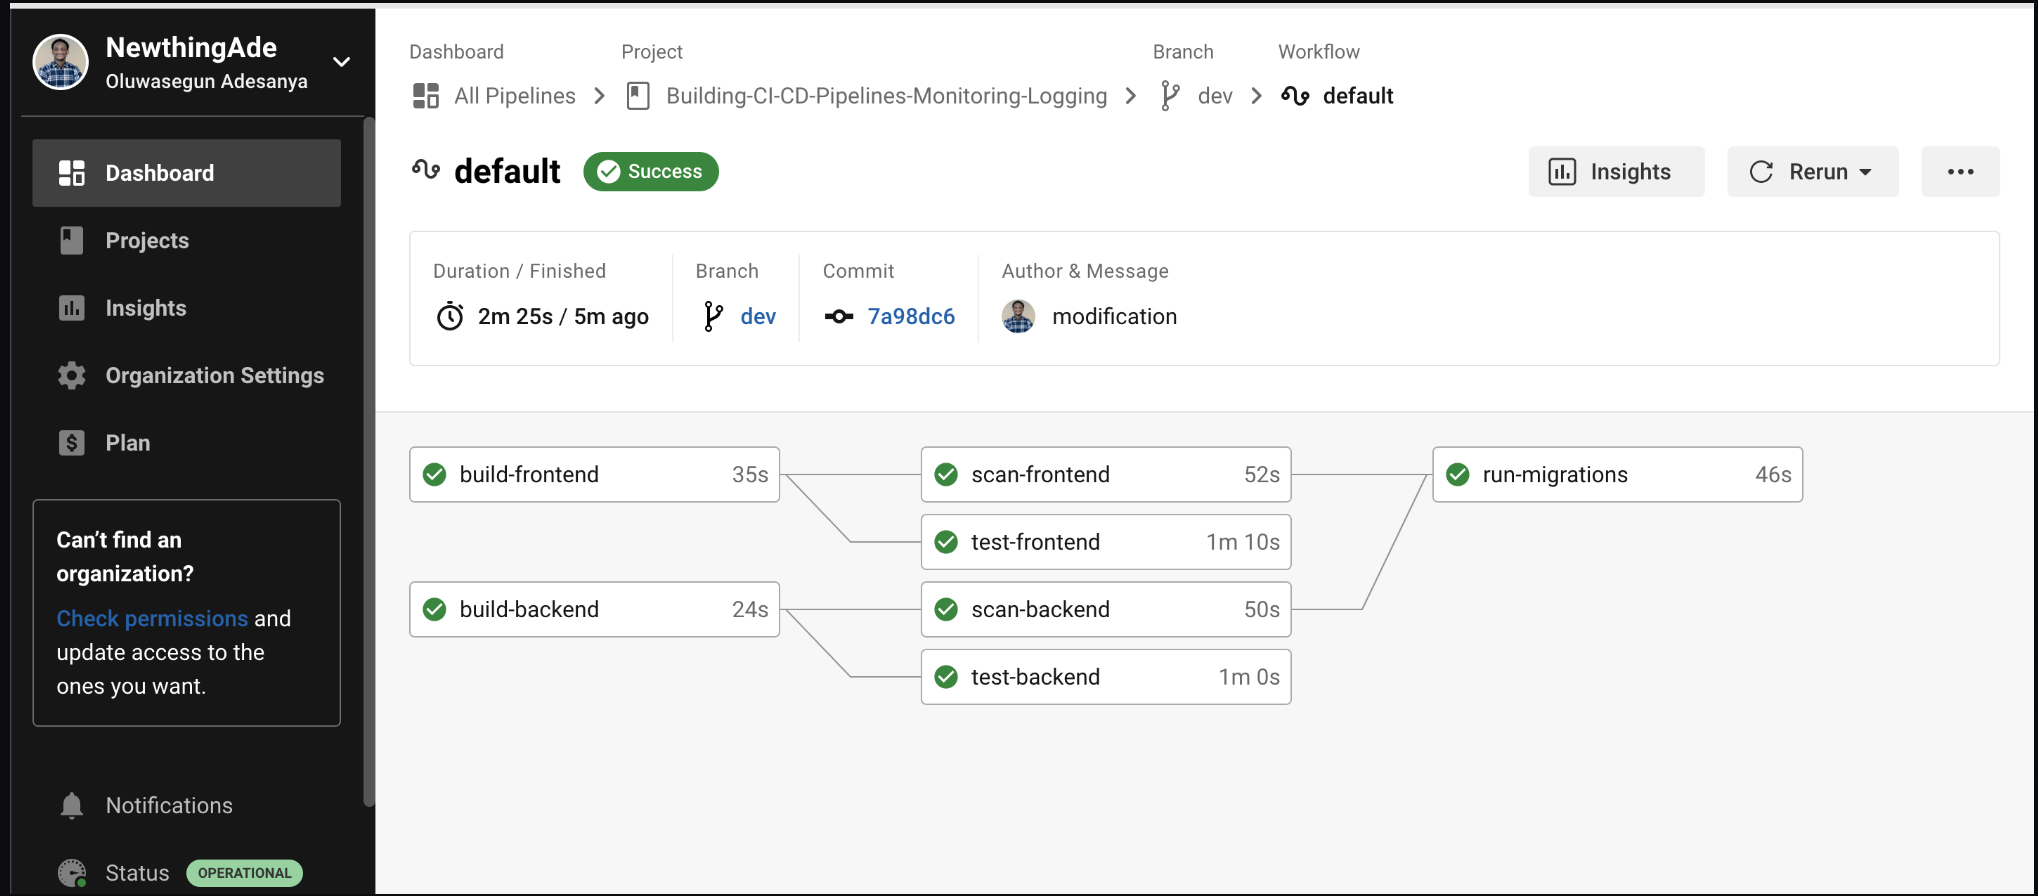 NewthingAde
Oluwasegun Adesanya
Dashboard
Projects
Insights
Organization Settings
Plan
Can't find an
organization?
Check permissions and
update access to the
ones you want.
Notifications
Status OPERATIONAL
Dashboard Project Branch Workflow
All Pipelines Building-CI-CD-Pipelines-Monitoring-Logging dev default
default Success Insights Rerun
Duration / Finished Branch Commit Author & Message
2m 25s / 5m ago dev 7a98dc6 modification
build-frontend 35s scan-frontend 52s run-migrations 46s
test-frontend 1m 10s
build-backend 24s scan-backend 50s
test-backend 1m 0s